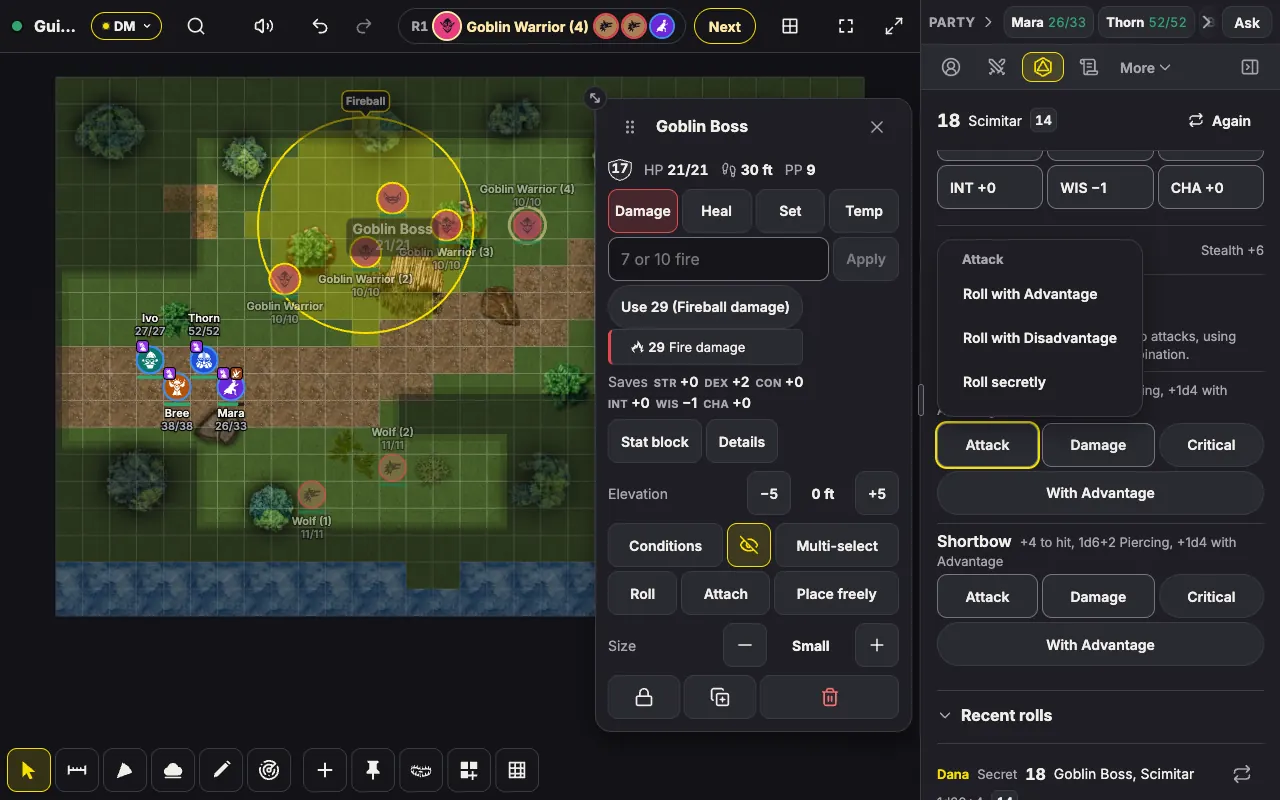 Gui...
DM
R1
Goblin Warrior (4)
Next
PARTY
Mara 26/33
Thorn 52/52
Ask
More
18 Scimitar 14
Again
INT +0
WIS −1
CHA +0
Stealth +6
Attack
Roll with Advantage
Roll with Disadvantage
Roll secretly
o attacks, using
ination.
ing, +1d4 with
Attack
Damage
Critical
With Advantage
Shortbow +4 to hit, 1d6+2 Piercing, +1d4 with
Advantage
Attack
Damage
Critical
With Advantage
Recent rolls
Dana Secret 18 Goblin Boss, Scimitar
14
Goblin Boss
17
HP 21/21
30 ft
PP 9
Damage
Heal
Set
Temp
7 or 10 fire
Apply
Use 29 (Fireball damage)
29 Fire damage
Saves STR +0 DEX +2 CON +0
INT +0 WIS −1 CHA +0
Stat block
Details
Elevation
−5
0 ft
+5
Conditions
Multi-select
Roll
Attach
Place freely
Size
Small
Fireball
Goblin Warrior (4)
10/10
Goblin Boss
21/21
Goblin Warrior (3)
10/10
Goblin Warrior (2)
10/10
Goblin Warrior
10/10
Ivo
27/27
Thorn
52/52
Bree
38/38
Mara
26/33
Wolf (2)
11/11
Wolf (1)
11/11